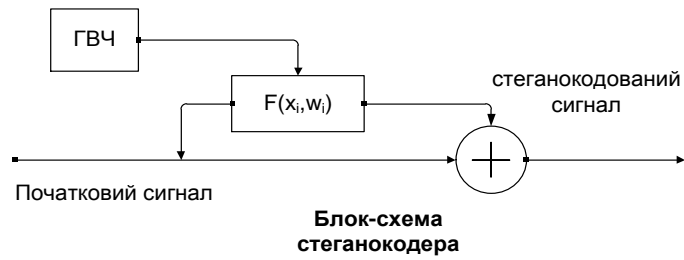 ГВЧ
F(xᵢ,wᵢ)
стеганокодований
сигнал
Початковий сигнал
Блок-схема
стеганокодера